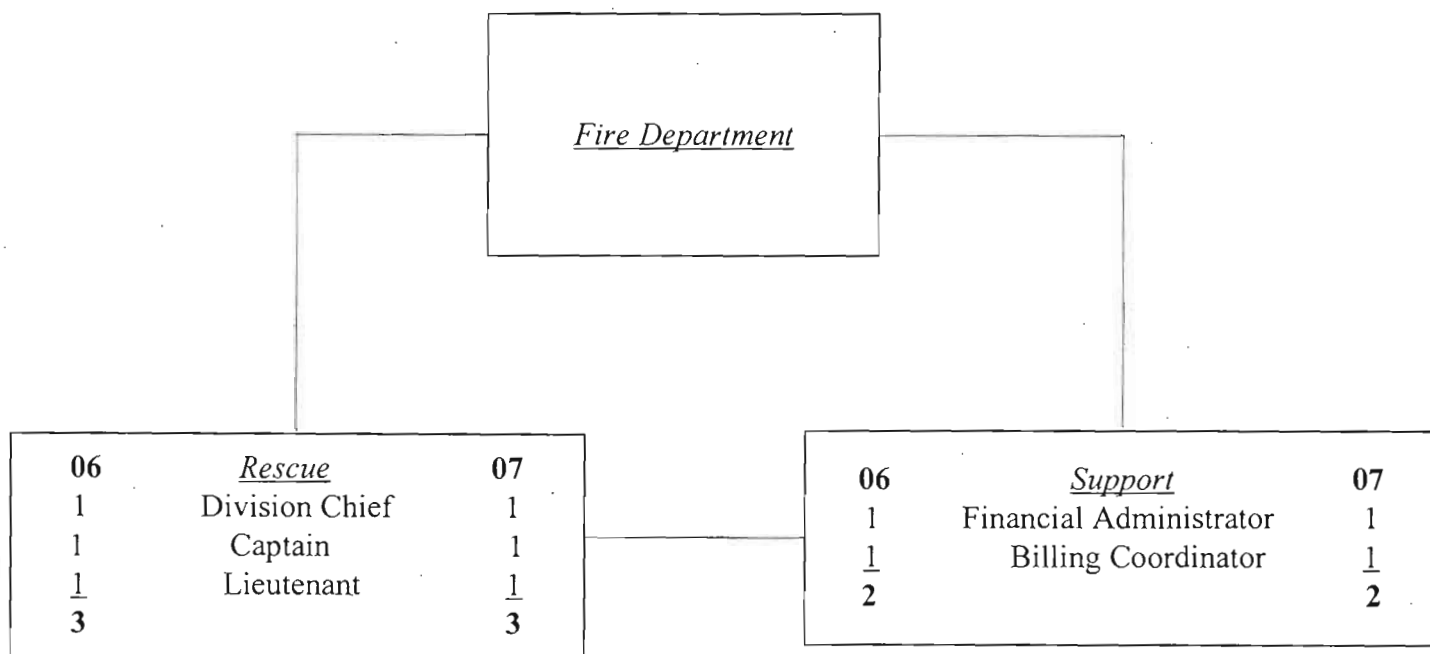 Fire Department
06 Rescue 07
1 Division Chief 1
1 Captain 1
1 Lieutenant 1
3 3
06 Support 07
1 Financial Administrator 1
1 Billing Coordinator 1
2 2